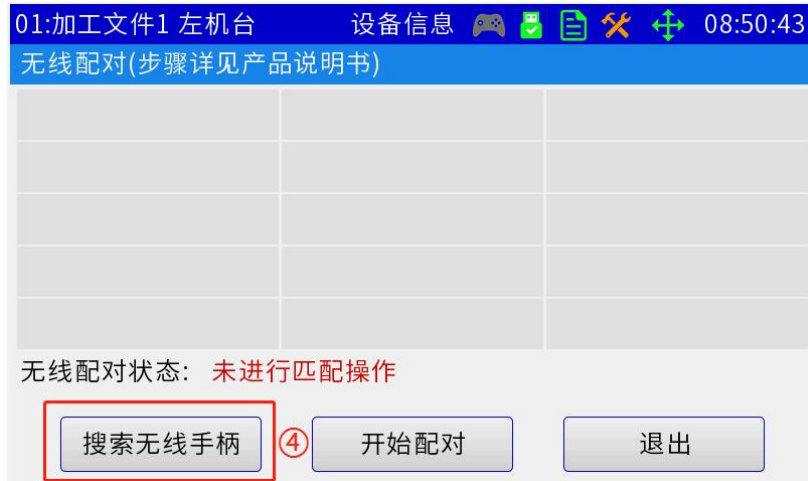 01:加工文件1 左机台 设备信息 08:50:43
无线配对(步骤详见产品说明书)
无线配对状态: 未进行匹配操作
搜索无线手柄 ④ 开始配对 退出